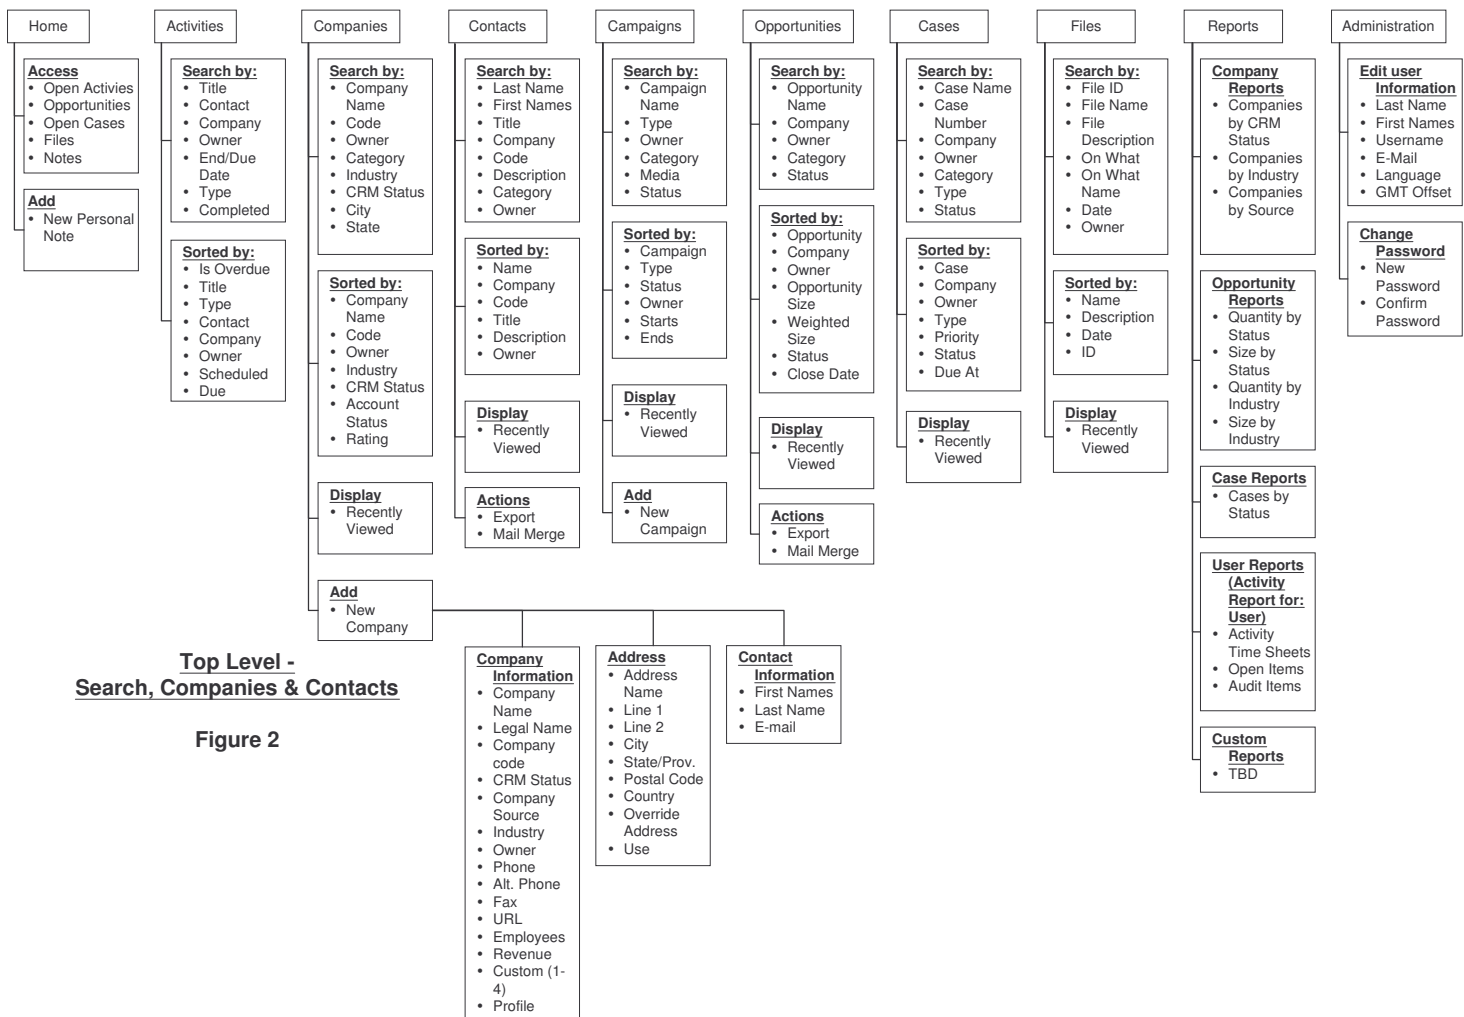 Home
Activities
Companies
Contacts
Campaigns
Opportunities
Cases
Files
Reports
Administration
Access
• Open Activies
• Opportunities
• Open Cases
• Files
• Notes
Add
• New Personal
Note
Search by:
• Title
• Contact
• Company
• Owner
• End/Due
Date
• Type
• Completed
Sorted by:
• Is Overdue
• Title
• Type
• Contact
• Company
• Owner
• Scheduled
• Due
Search by:
• Company
Name
• Code
• Owner
• Category
• Industry
• CRM Status
• City
• State
Sorted by:
• Company
Name
• Code
• Owner
• Industry
• CRM Status
• Account
Status
• Rating
Display
• Recently
Viewed
Add
• New
Company
Search by:
• Last Name
• First Names
• Title
• Company
• Code
• Description
• Category
• Owner
Sorted by:
• Name
• Company
• Code
• Title
• Description
• Owner
Display
• Recently
Viewed
Actions
• Export
• Mail Merge
Search by:
• Campaign
Name
• Type
• Owner
• Category
• Media
• Status
Sorted by:
• Campaign
• Type
• Status
• Owner
• Starts
• Ends
Display
• Recently
Viewed
Add
• New
Campaign
Search by:
• Opportunity
Name
• Company
• Owner
• Category
• Status
Sorted by:
• Opportunity
• Company
• Owner
• Opportunity
Size
• Weighted
Size
• Status
• Close Date
Display
• Recently
Viewed
Actions
• Export
• Mail Merge
Search by:
• Case Name
• Case
Number
• Company
• Owner
• Category
• Type
• Status
Sorted by:
• Case
• Company
• Owner
• Type
• Priority
• Status
• Due At
Display
• Recently
Viewed
Search by:
• File ID
• File Name
• File
Description
• On What
• On What
Name
• Date
• Owner
Sorted by:
• Name
• Description
• Date
• ID
Display
• Recently
Viewed
Company
Reports
• Companies
by CRM
Status
• Companies
by Industry
• Companies
by Source
Opportunity
Reports
• Quantity by
Status
• Size by
Status
• Quantity by
Industry
• Size by
Industry
Case Reports
• Cases by
Status
User Reports
(Activity
Report for:
User)
• Activity
Time Sheets
• Open Items
• Audit Items
Custom
Reports
• TBD
Edit user
Information
• Last Name
• First Names
• Username
• E-Mail
• Language
• GMT Offset
Change
Password
• New
Password
• Confirm
Password
Company
Information
• Company
Name
• Legal Name
• Company
code
• CRM Status
• Company
Source
• Industry
• Owner
• Phone
• Alt. Phone
• Fax
• URL
• Employees
• Revenue
• Custom (1-
4)
• Profile
Address
• Address
Name
• Line 1
• Line 2
• City
• State/Prov.
• Postal Code
• Country
• Override
Address
• Use
Contact
Information
• First Names
• Last Name
• E-mail
Top Level -
Search, Companies & Contacts
Figure 2